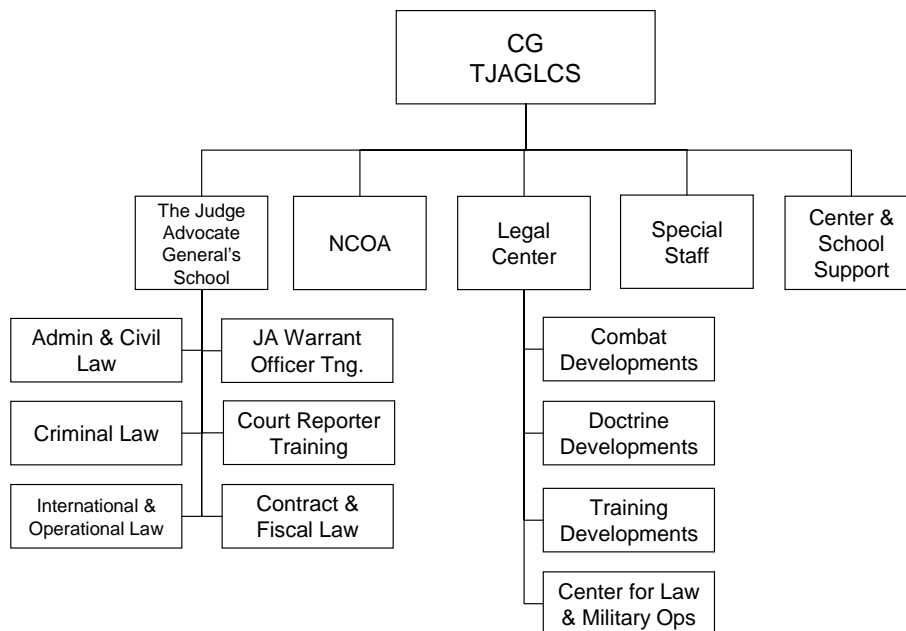 CG
TJAGLCS
The Judge
Advocate
General's
School
NCOA
Legal
Center
Special
Staff
Center &
School
Support
Admin & Civil
Law
JA Warrant
Officer Tng.
Criminal Law
Court Reporter
Training
International &
Operational Law
Contract &
Fiscal Law
Combat
Developments
Doctrine
Developments
Training
Developments
Center for Law
& Military Ops